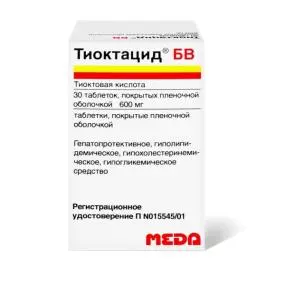 Тиоктацид® БВ
Тиоктовая кислота
30 таблеток, покрытых пленочной
оболочкой 600 мг
таблетки, покрытые пленочной
оболочкой
Гепатопротективное, гиполипи-
демическое, гипохолестеринеми-
ческое, гипогликемическое
средство
Регистрационное
удостоверение П N015545/01
MEDA